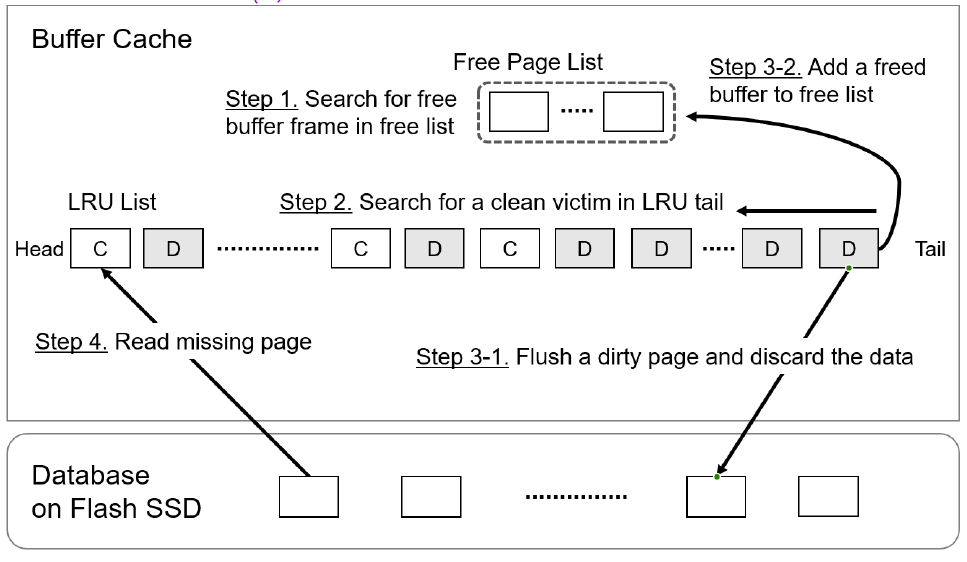 Buffer Cache
Free Page List
Step 1. Search for free
buffer frame in free list
Step 3-2. Add a freed
buffer to free list
LRU List
Step 2. Search for a clean victim in LRU tail
Head
C
D
C
D
C
D
D
D
D
Tail
Step 4. Read missing page
Step 3-1. Flush a dirty page and discard the data
Database
on Flash SSD